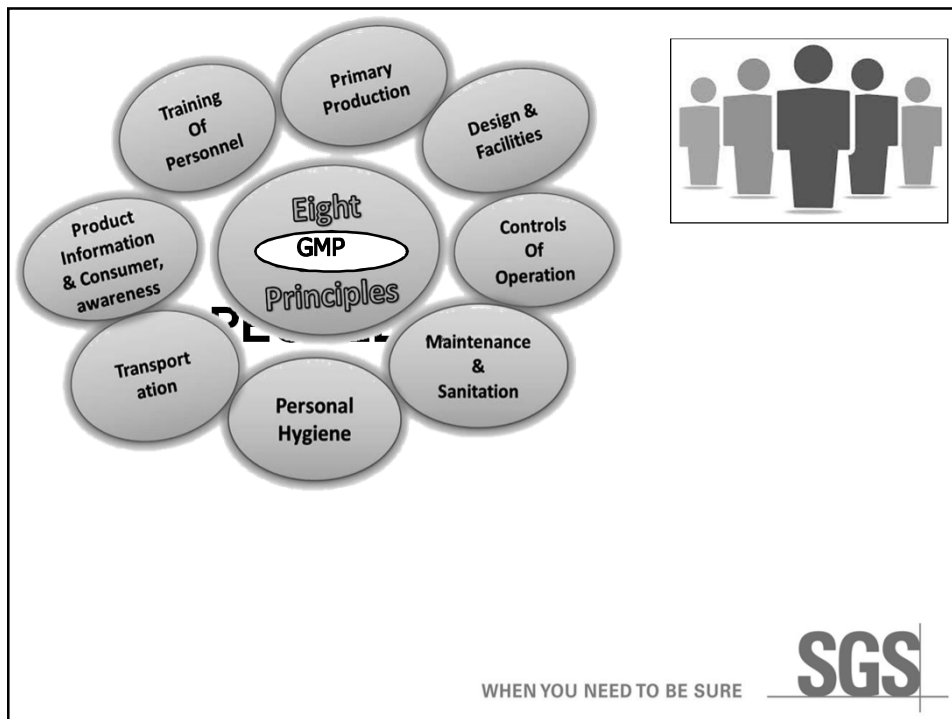 Primary
Production
Design &
Facilities
Controls
Of
Operation
Maintenance
&
Sanitation
Personal
Hygiene
Transport
ation
Product
Information
& Consumer,
awareness
Training
Of
Personnel
Eight
GMP
Principles
WHEN YOU NEED TO BE SURE
SGS